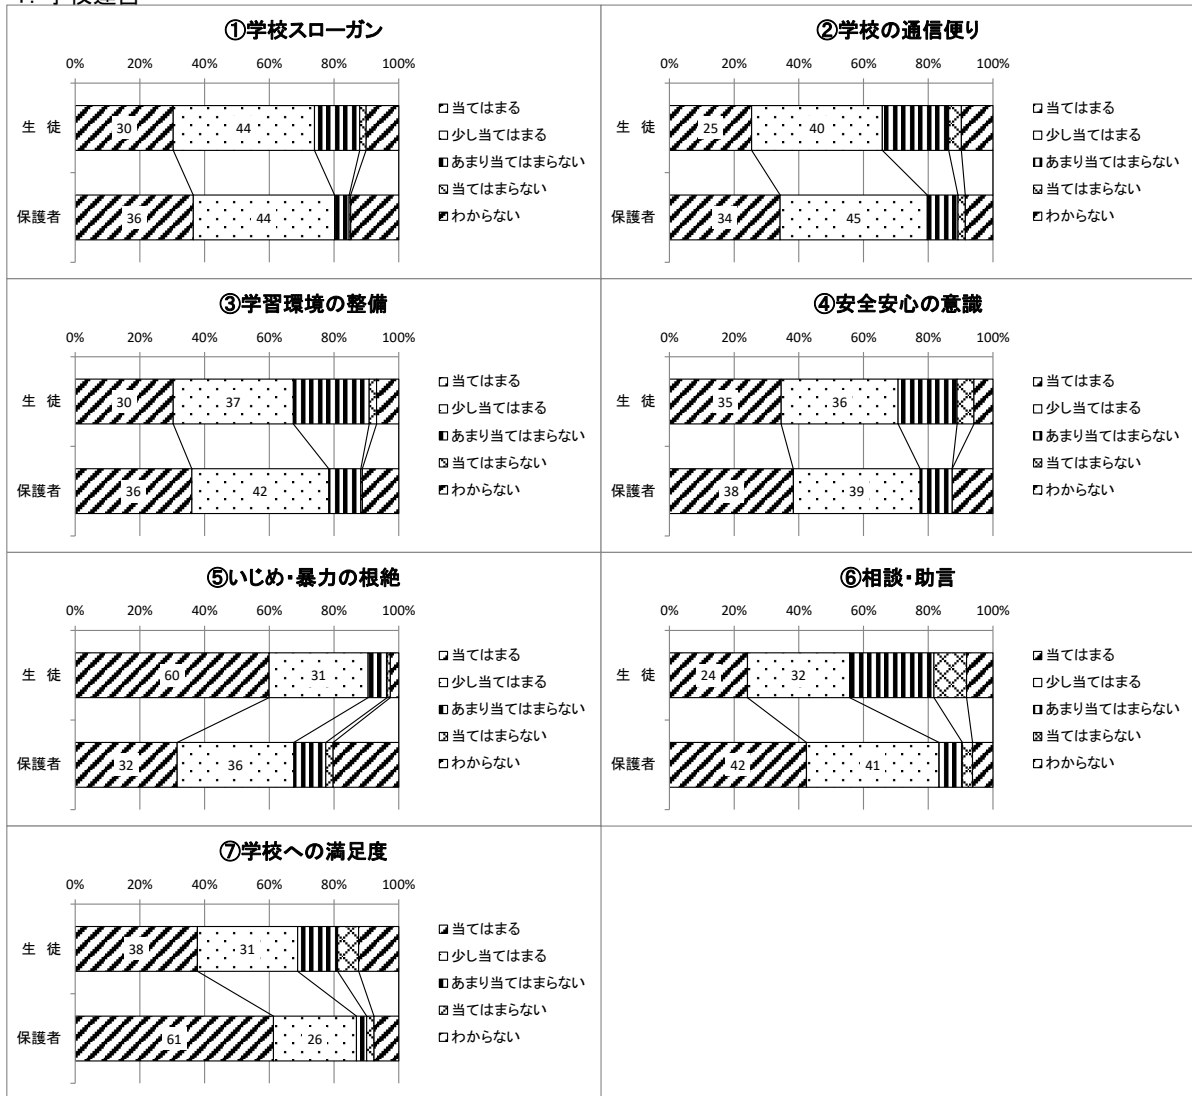 ①学校スローガン
0% 20% 40% 60% 80% 100%
生 徒 30 44
保護者 36 44
当てはまる
少し当てはまる
あまり当てはまらない
当てはまらない
わからない
②学校の通信便り
0% 20% 40% 60% 80% 100%
生 徒 25 40
保護者 34 45
当てはまる
少し当てはまる
あまり当てはまらない
当てはまらない
わからない
③学習環境の整備
0% 20% 40% 60% 80% 100%
生 徒 30 37
保護者 36 42
当てはまる
少し当てはまる
あまり当てはまらない
当てはまらない
わからない
④安全安心の意識
0% 20% 40% 60% 80% 100%
生 徒 35 36
保護者 38 39
当てはまる
少し当てはまる
あまり当てはまらない
当てはまらない
わからない
⑤いじめ・暴力の根絶
0% 20% 40% 60% 80% 100%
生 徒 60 31
保護者 32 36
当てはまる
少し当てはまる
あまり当てはまらない
当てはまらない
わからない
⑥相談・助言
0% 20% 40% 60% 80% 100%
生 徒 24 32
保護者 42 41
当てはまる
少し当てはまる
あまり当てはまらない
当てはまらない
わからない
⑦学校への満足度
0% 20% 40% 60% 80% 100%
生 徒 38 31
保護者 61 26
当てはまる
少し当てはまる
あまり当てはまらない
当てはまらない
わからない